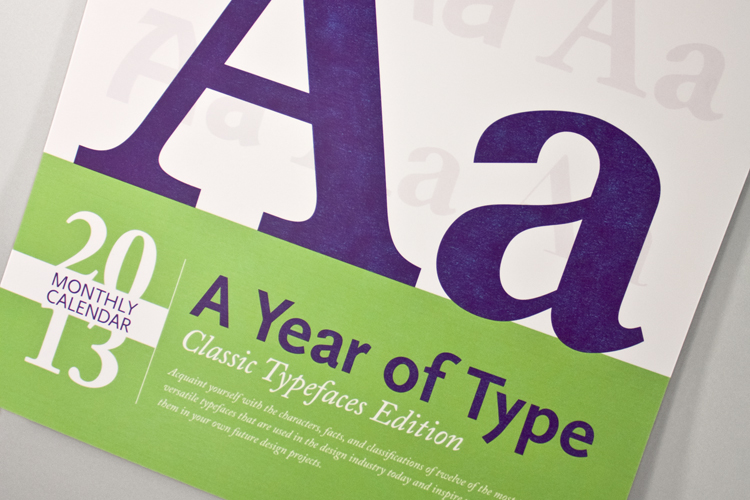 Aa
20
MONTHLY
CALENDAR
13
A Year of Type
Classic Typefaces Edition
Acquaint yourself with the characters, facts, and classifications of twelve of the most
versatile typefaces that are used in the design industry today and inspire
them in your own future design projects.